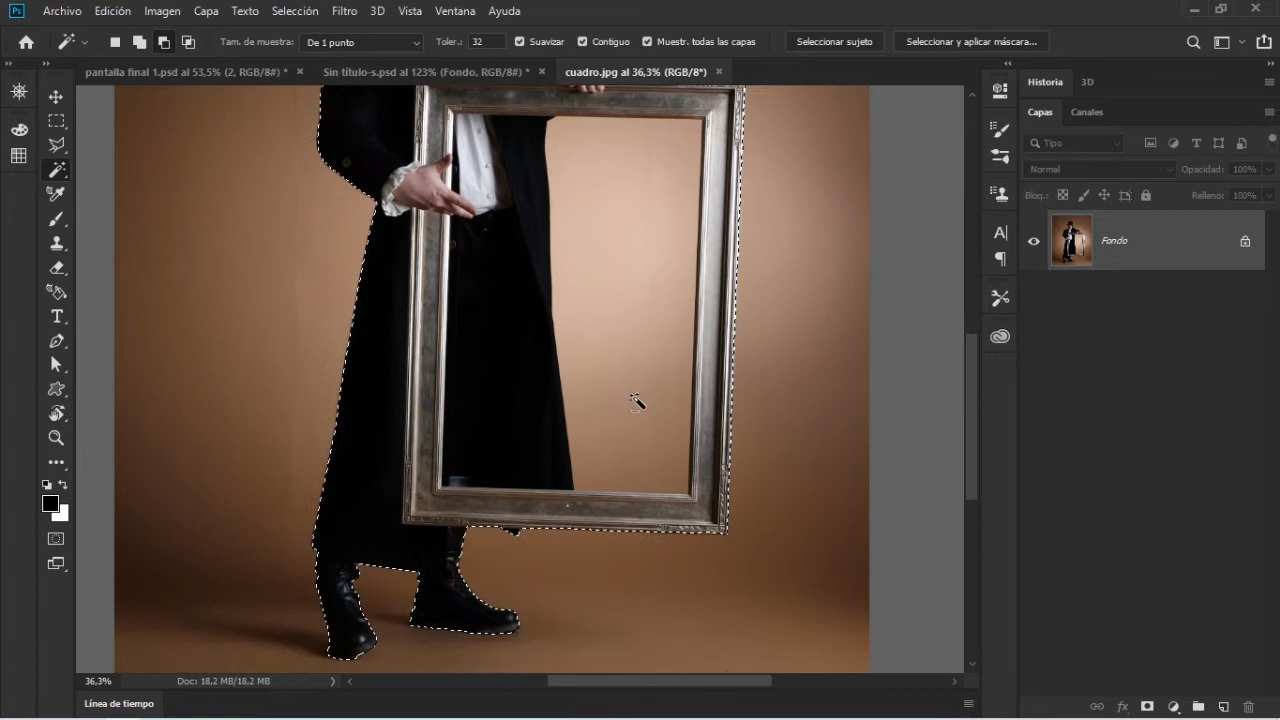 Ps Archivo Edición Imagen Capa Texto Selección Filtro 3D Vista Ventana Ayuda
Tam. de muestra: De 1 punto Toler.: 32 Suavizar Contiguo Muestr. todas las capas Seleccionar sujeto Seleccionar y aplicar máscara...
pantalla final 1.psd al 53,5% (2, RGB/8#) * Sin título-s.psd al 123% (Fondo, RGB/8#) * cuadro.jpg al 36,3% (RGB/8*)
Historia 3D
Capas Canales
Tipo
Normal Opacidad: 100%
Bloq.: Relleno: 100%
Fondo
36,3% Doc: 18,2 MB/18,2 MB
Línea de tiempo